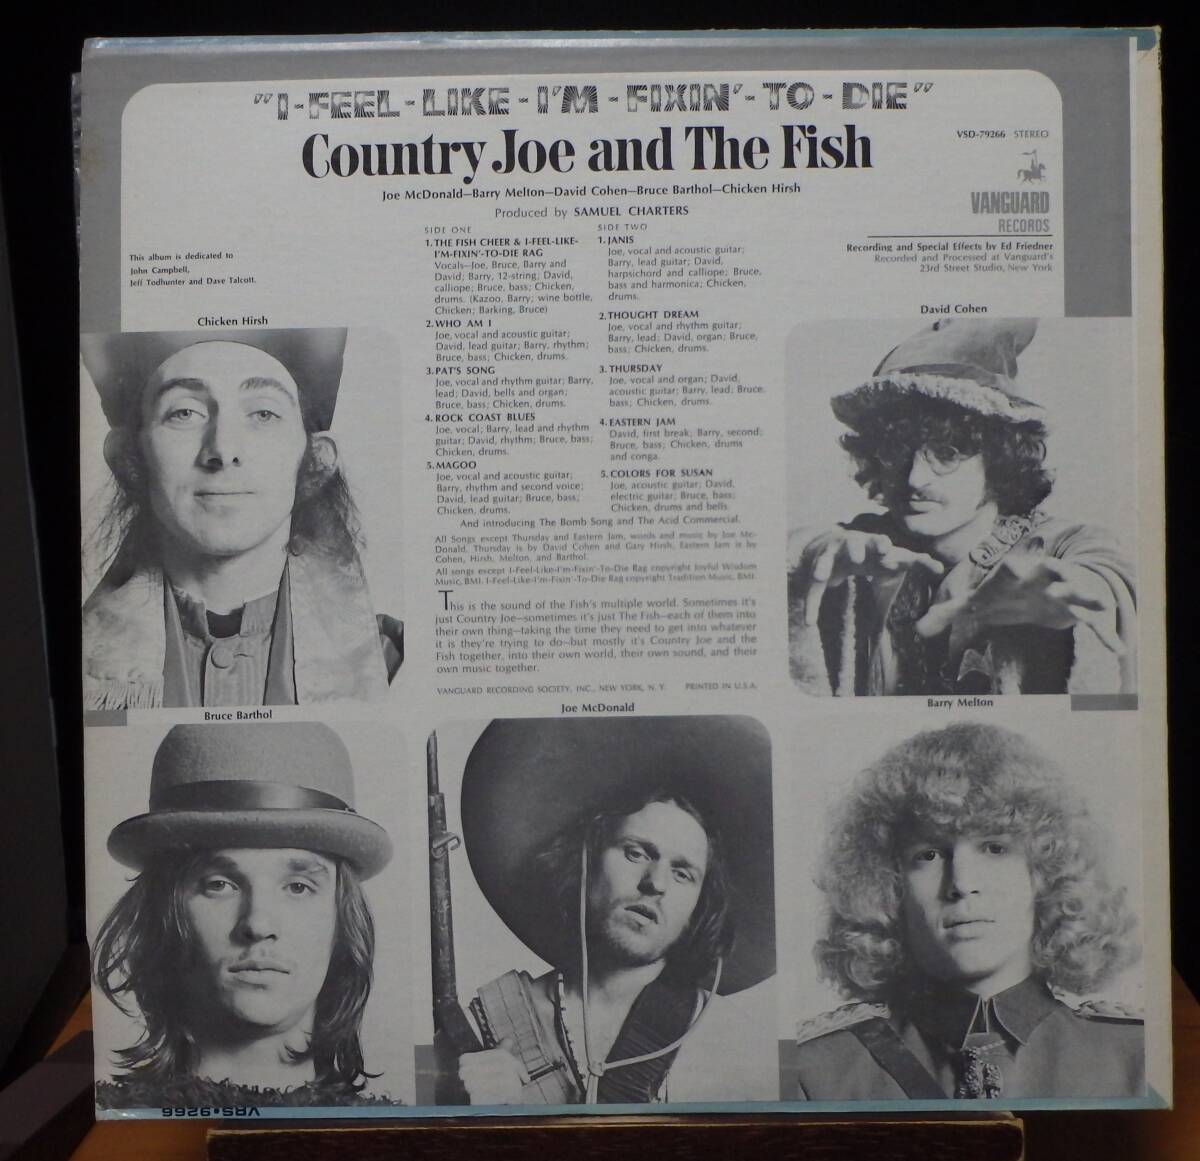 "I-FEEL-LIKE-I'M-FIXIN'-TO-DIE"
Country Joe and The Fish
Joe McDonald—Barry Melton—David Cohen—Bruce Barthol—Chicken Hirsh
Produced by SAMUEL CHARTERS
VSD-79266 STEREO
VANGUARD
RECORDS
Recording and Special Effects by Ed Friedner
Recorded and Processed at Vanguard's
23rd Street Studio, New York
This album is dedicated to
John Campbell,
Jeff Todhunter and Dave Talcott.
SIDE ONE
1. THE FISH CHEER & I-FEEL-LIKE-
I'M-FIXIN'-TO-DIE RAG
Vocals—Joe, Bruce, Barry and
David; Barry, 12-string; David,
calliope; Bruce, bass; Chicken,
drums. (Kazoo, Barry; wine bottle,
Chicken; Barking, Bruce)
2. WHO AM I
Joe, vocal and acoustic guitar;
David, lead guitar; Barry, rhythm;
Bruce, bass; Chicken, drums.
3. PAT'S SONG
Joe, vocal and rhythm guitar; Barry,
lead; David, bells and organ;
Bruce, bass; Chicken, drums.
4. ROCK COAST BLUES
Joe, vocal; Barry, lead and rhythm
guitar; David, rhythm; Bruce, bass;
Chicken, drums.
5. MAGOO
Joe, vocal and acoustic guitar;
Barry, rhythm and second voice;
David, lead guitar; Bruce, bass;
Chicken, drums.
SIDE TWO
1. JANIS
Joe, vocal and acoustic guitar;
Barry, lead guitar; David,
harpsichord and calliope; Bruce,
bass and harmonica; Chicken,
drums.
2. THOUGHT DREAM
Joe, vocal and rhythm guitar;
Barry, lead; David, organ; Bruce,
bass; Chicken, drums.
3. THURSDAY
Joe, vocal and organ; David,
acoustic guitar; Barry, lead; Bruce,
bass; Chicken, drums.
4. EASTERN JAM
David, first break; Barry, second;
Bruce, bass; Chicken, drums
and conga.
5. COLORS FOR SUSAN
Joe, acoustic guitar; David,
electric guitar; Bruce, bass;
Chicken, drums and bells.
And introducing The Bomb Song and The Acid Commercial.
All Songs except Thursday and Eastern Jam, words and music by Joe Mc-
Donald. Thursday is by David Cohen and Gary Hirsh, Eastern Jam is by
Cohen, Hirsh, Melton, and Barthol.
All songs except I-Feel-Like-I'm-Fixin'-To-Die Rag copyright Joyful Wisdom
Music, BMI. I-Feel-Like-I'm-Fixin'-To-Die Rag copyright Tradition Music, BMI.
This is the sound of the Fish's multiple world. Sometimes it's
just Country Joe—sometimes it's just The Fish—each of them into
their own thing—taking the time they need to get into whatever
it is they're trying to do—but mostly it's Country Joe and the
Fish together, into their own world, their own sound, and their
own music together.
VANGUARD RECORDING SOCIETY, INC., NEW YORK, N. Y. PRINTED IN U.S.A.
Chicken Hirsh
David Cohen
Bruce Barthol
Joe McDonald
Barry Melton
VRS•9266